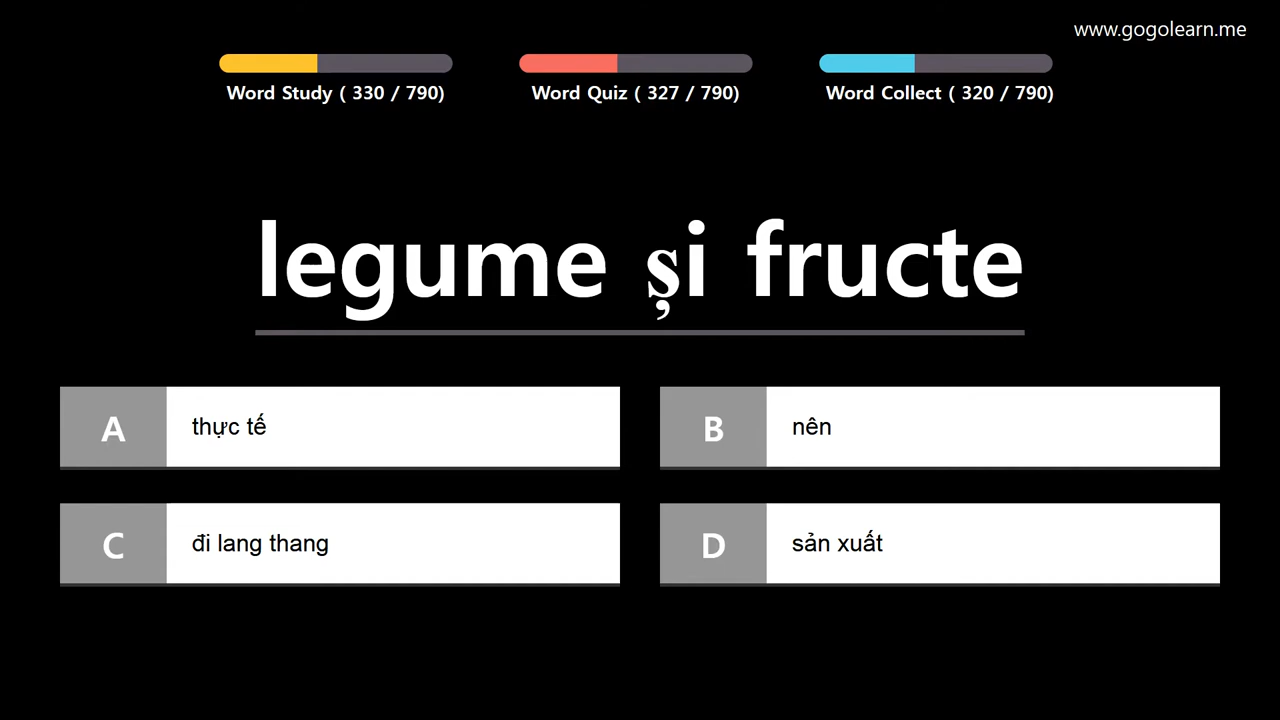 www.gogolearn.me
Word Study ( 330 / 790)
Word Quiz ( 327 / 790)
Word Collect ( 320 / 790)
legume și fructe
A thực tế
B nên
C đi lang thang
D sản xuất